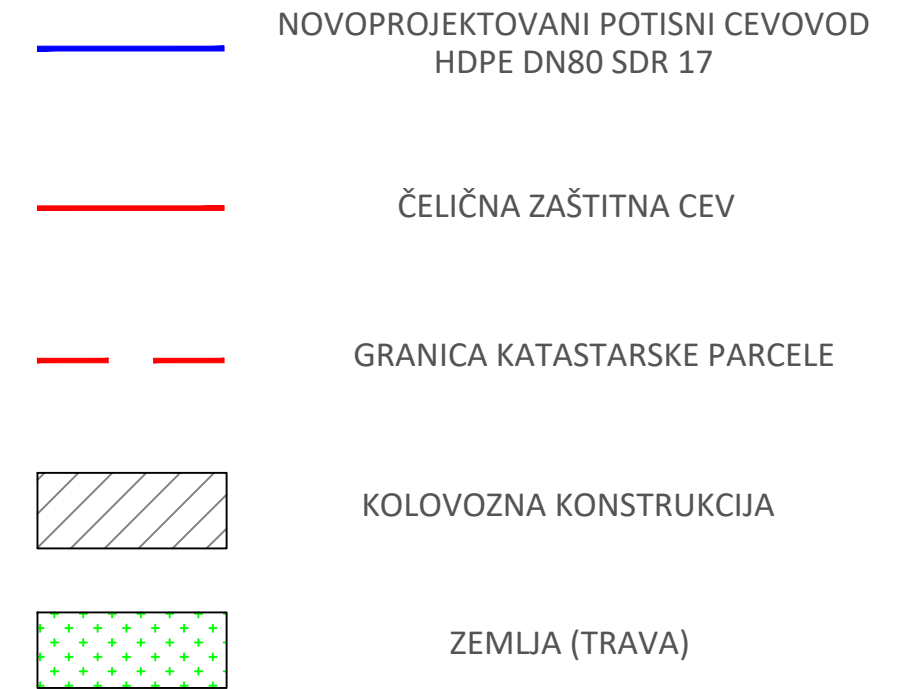 NOVOPROJEKTOVANI POTISNI CEVOVOD
HDPE DN80 SDR 17
ČELIČNA ZAŠTITNA CEV
GRANICA KATASTARSKE PARCELE
KOLOVOZNA KONSTRUKCIJA
ZEMLJA (TRAVA)